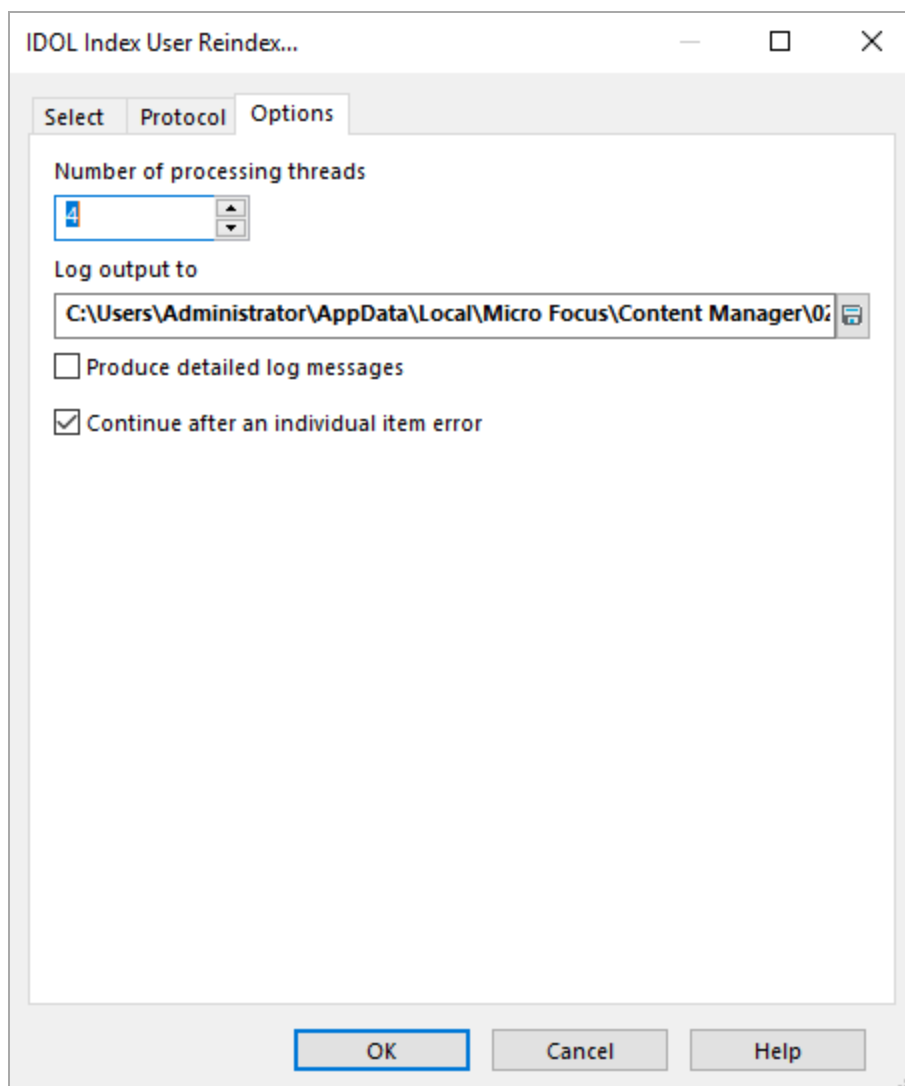 IDOL Index User Reindex...
Select Protocol Options
Number of processing threads
4
Log output to
C:\Users\Administrator\AppData\Local\Micro Focus\Content Manager\02
Produce detailed log messages
Continue after an individual item error
OK Cancel Help